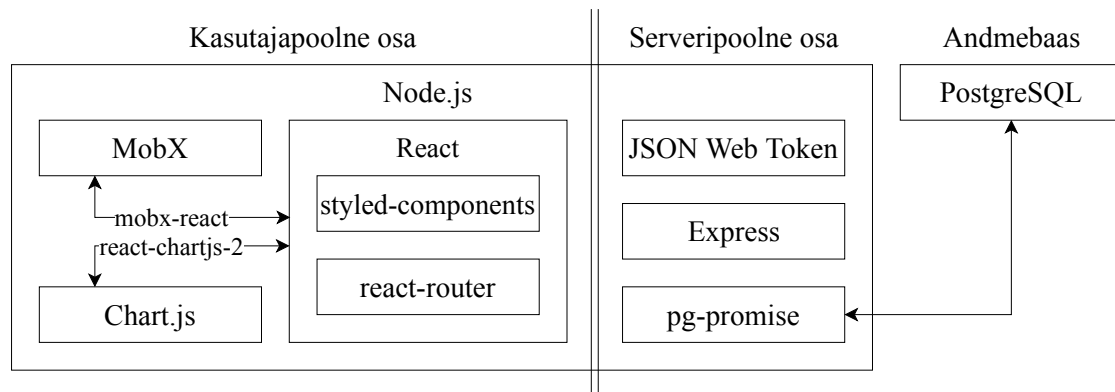 Kasutajapoolne osa
Serveripoolne osa
Andmebaas
Node.js
PostgreSQL
MobX
React
JSON Web Token
styled-components
mobx-react
Express
react-chartjs-2
react-router
Chart.js
pg-promise